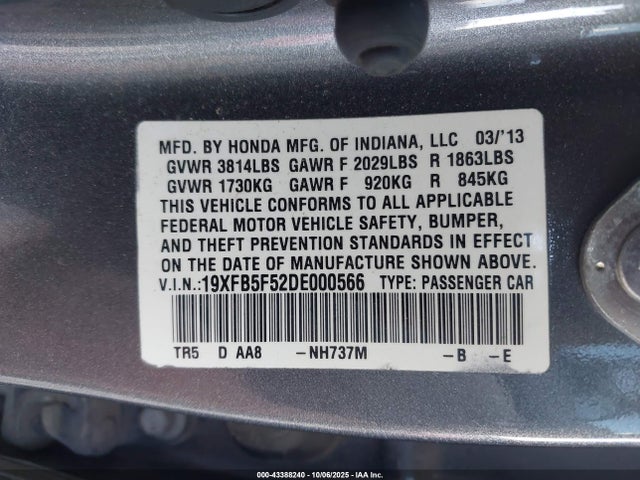 MFD. BY HONDA MFG. OF INDIANA, LLC 03/'13
GVWR 3814LBS GAWR F 2029LBS R 1863LBS
GVWR 1730KG GAWR F 920KG R 845KG
THIS VEHICLE CONFORMS TO ALL APPLICABLE
FEDERAL MOTOR VEHICLE SAFETY, BUMPER,
AND THEFT PREVENTION STANDARDS IN EFFECT
ON THE DATE OF MANUFACTURE SHOWN ABOVE.
V.I.N.:19XFB5F52DE000566 TYPE: PASSENGER CAR
TR5 D AA8 -NH737M -B -E
000-43388240 - 10/06/2025 - IAA Inc.